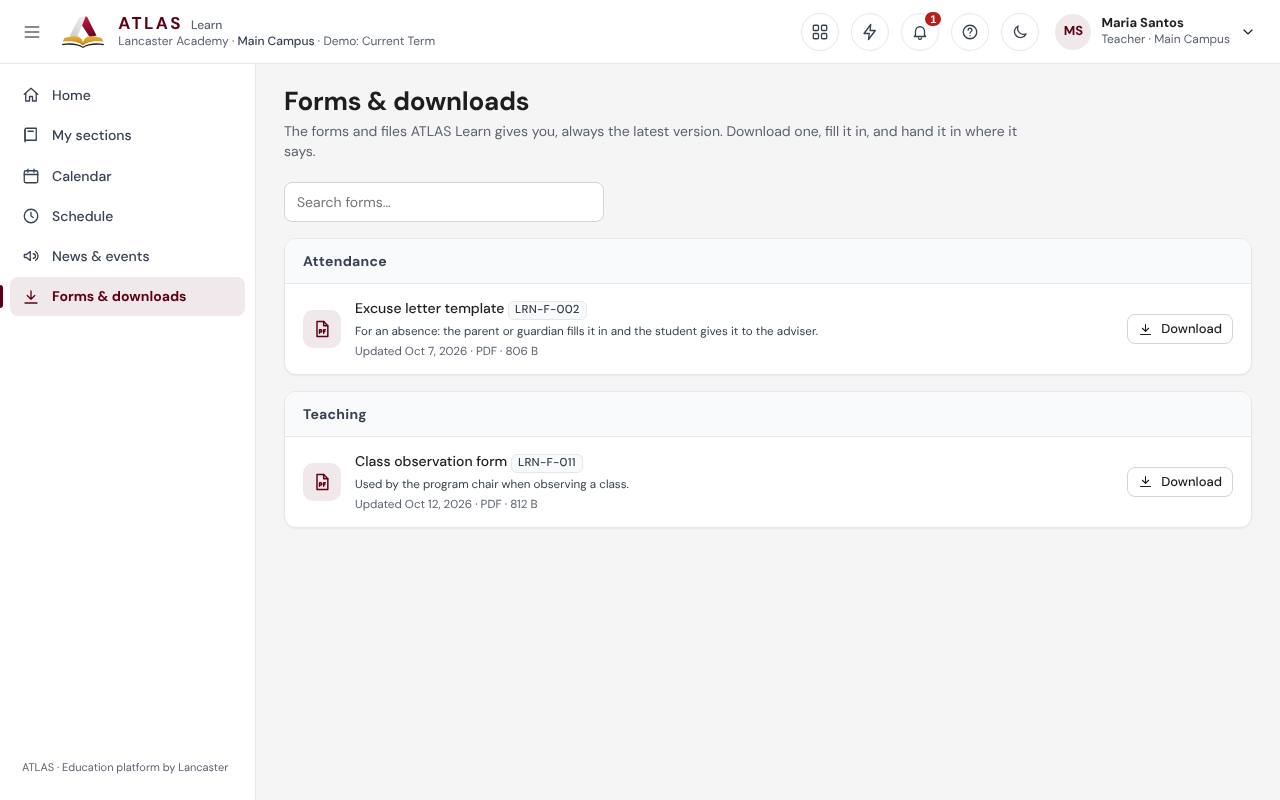 ATLAS Learn
Lancaster Academy · Main Campus · Demo: Current Term
1
MS
Maria Santos
Teacher · Main Campus
Home
My sections
Calendar
Schedule
News & events
Forms & downloads
ATLAS · Education platform by Lancaster
Forms & downloads
The forms and files ATLAS Learn gives you, always the latest version. Download one, fill it in, and hand it in where it
says.
Search forms…
Attendance
Excuse letter template LRN-F-002
For an absence: the parent or guardian fills it in and the student gives it to the adviser.
Updated Oct 7, 2026 · PDF · 806 B
Download
Teaching
Class observation form LRN-F-011
Used by the program chair when observing a class.
Updated Oct 12, 2026 · PDF · 812 B
Download